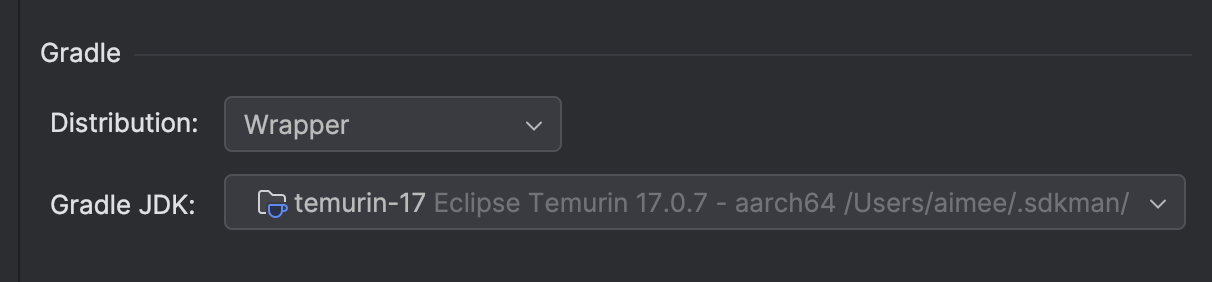 Gradle
Distribution: Wrapper
Gradle JDK: temurin-17 Eclipse Temurin 17.0.7 - aarch64 /Users/aimee/.sdkman/